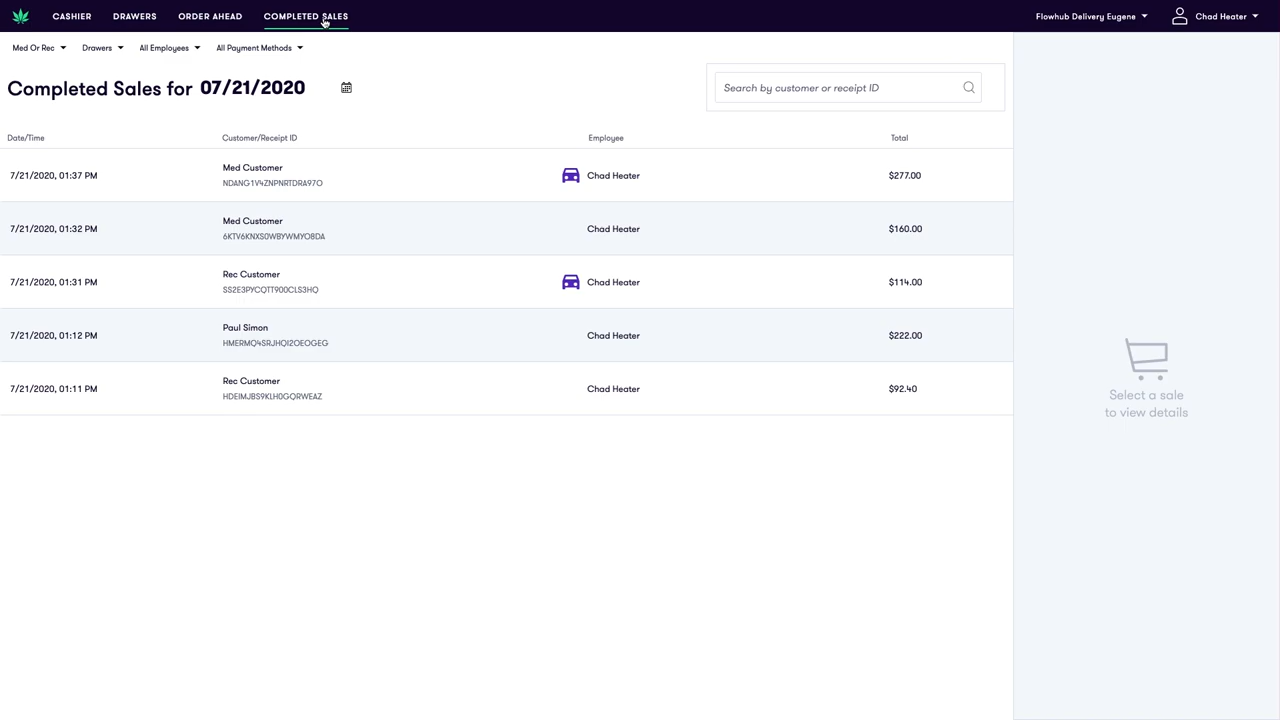 CASHIER DRAWERS ORDER AHEAD COMPLETED SALES Flowhub Delivery Eugene Chad Heater
Med Or Rec Drawers All Employees All Payment Methods
Completed Sales for 07/21/2020
Search by customer or receipt ID
Date/Time Customer/Receipt ID Employee Total
7/21/2020, 01:37 PM Med Customer Chad Heater $277.00
NDANG1V4ZNPNRTDRA97O
7/21/2020, 01:32 PM Med Customer Chad Heater $160.00
6KTV6KNXS0WBYWMYO8DA
7/21/2020, 01:31 PM Rec Customer Chad Heater $114.00
SS2E3PYCQTT900CLS3HQ
7/21/2020, 01:12 PM Paul Simon Chad Heater $222.00
HMERMQ4SRJHQI2OEOGEG
7/21/2020, 01:11 PM Rec Customer Chad Heater $92.40
HDEIMJBS9KLH0GQRWEAZ
Select a sale
to view details